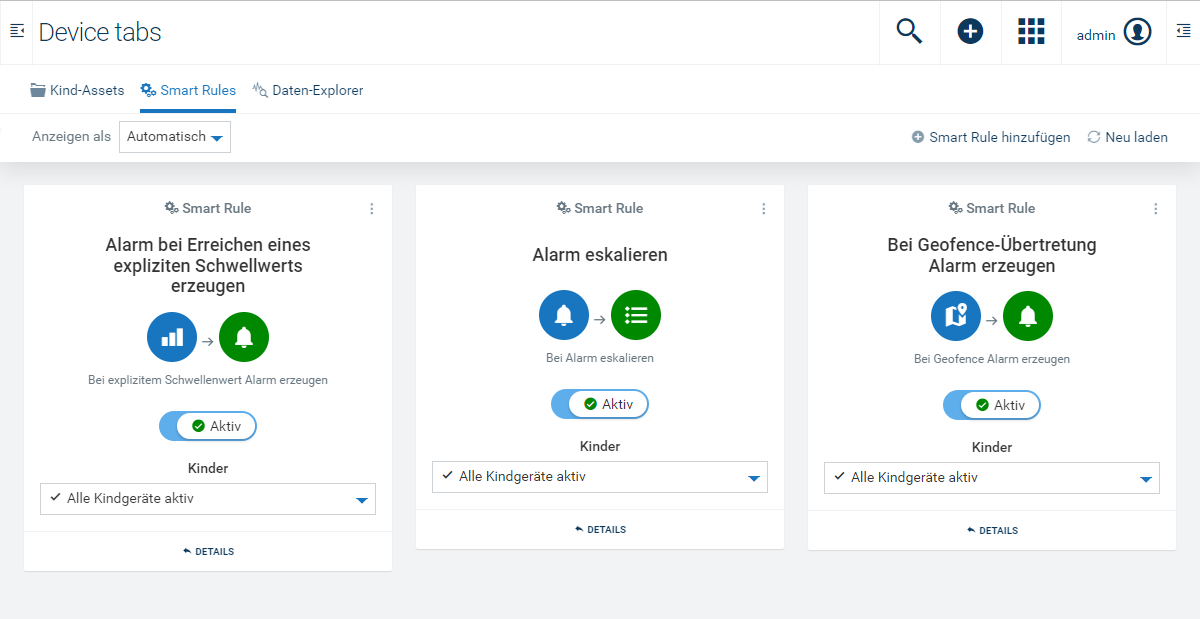 Device tabs
admin
Kind-Assets
Smart Rules
Daten-Explorer
Anzeigen als
Automatisch
Smart Rule hinzufügen
Neu laden
Smart Rule
Alarm bei Erreichen eines
expliziten Schwellwerts
erzeugen
Bei explizitem Schwellenwert Alarm erzeugen
Aktiv
Kinder
Alle Kindgeräte aktiv
DETAILS
Smart Rule
Alarm eskalieren
Bei Alarm eskalieren
Aktiv
Kinder
Alle Kindgeräte aktiv
DETAILS
Smart Rule
Bei Geofence-Übertretung
Alarm erzeugen
Bei Geofence Alarm erzeugen
Aktiv
Kinder
Alle Kindgeräte aktiv
DETAILS